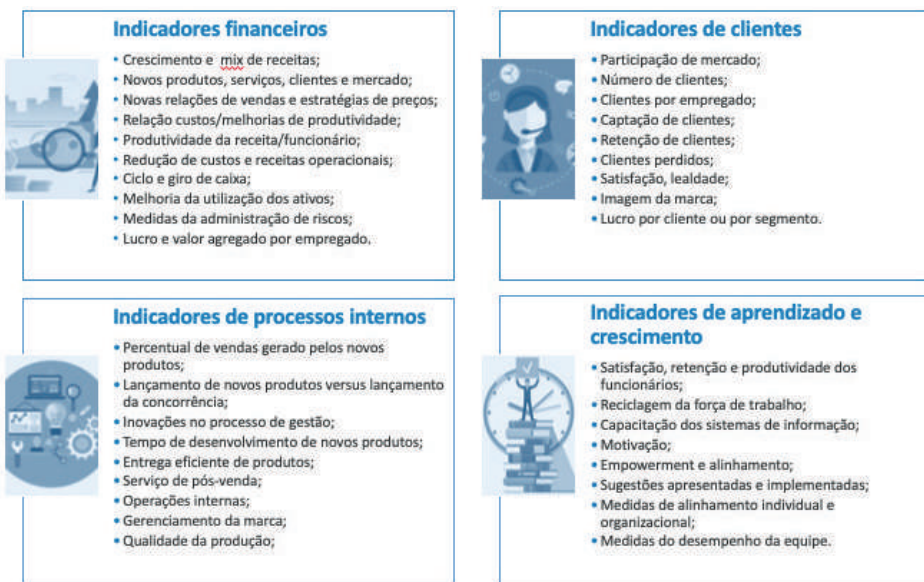 Indicadores financeiros
• Crescimento e mix de receitas;
• Novos produtos, serviços, clientes e mercado;
• Novas relações de vendas e estratégias de preços;
• Relação custos/melhorias de produtividade;
• Produtividade da receita/funcionário;
• Redução de custos e receitas operacionais;
• Ciclo e giro de caixa;
• Melhoria da utilização dos ativos;
• Medidas da administração de riscos;
• Lucro e valor agregado por empregado.
Indicadores de clientes
• Participação de mercado;
• Número de clientes;
• Clientes por empregado;
• Captação de clientes;
• Retenção de clientes;
• Clientes perdidos;
• Satisfação, lealdade;
• Imagem da marca;
• Lucro por cliente ou por segmento.
Indicadores de processos internos
• Percentual de vendas gerado pelos novos
produtos;
• Lançamento de novos produtos versus lançamento
da concorrência;
• Inovações no processo de gestão;
• Tempo de desenvolvimento de novos produtos;
• Entrega eficiente de produtos;
• Serviço de pós-venda;
• Operações internas;
• Gerenciamento da marca;
• Qualidade da produção;
Indicadores de aprendizado e
crescimento
• Satisfação, retenção e produtividade dos
funcionários;
• Reciclagem da força de trabalho;
• Capacitação dos sistemas de informação;
• Motivação;
• Empowerment e alinhamento;
• Sugestões apresentadas e implementadas;
• Medidas de alinhamento individual e
organizacional;
• Medidas do desempenho da equipe.